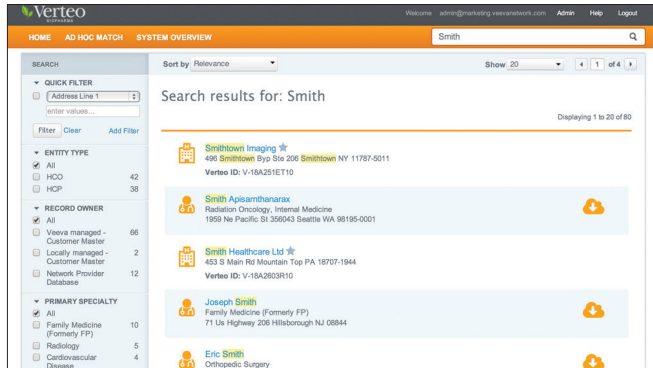 Verteo
BIOPHARMA
Welcome admin@marketing.veevanetwork.com Admin Help Logout
HOME AD HOC MATCH SYSTEM OVERVIEW
Smith
SEARCH
QUICK FILTER
Address Line 1
enter values...
Filter Clear Add Filter
ENTITY TYPE
All
HCO 42
HCP 38
RECORD OWNER
All
Veeva managed - 66
Customer Master
Locally managed - 2
Customer Master
Network Provider 12
Database
PRIMARY SPECIALTY
All
Family Medicine 10
(Formerly FP)
Radiology 5
Cardiovascular 4
Disease
Sort by Relevance
Show 20
1 of 4
Search results for: Smith
Displaying 1 to 20 of 80
Smithtown Imaging
496 Smithtown Byp Ste 206 Smithtown NY 11787-5011
Verteo ID: V-18A251ET10
Smith Apisarnthanarax
Radiation Oncology, Internal Medicine
1959 Ne Pacific St 356043 Seattle WA 98195-0001
Smith Healthcare Ltd
453 S Main Rd Mountain Top PA 18707-1944
Verteo ID: V-18A2603R10
Joseph Smith
Family Medicine (Formerly FP)
71 Us Highway 206 Hillsborough NJ 08844
Eric Smith
Orthopedic Surgery